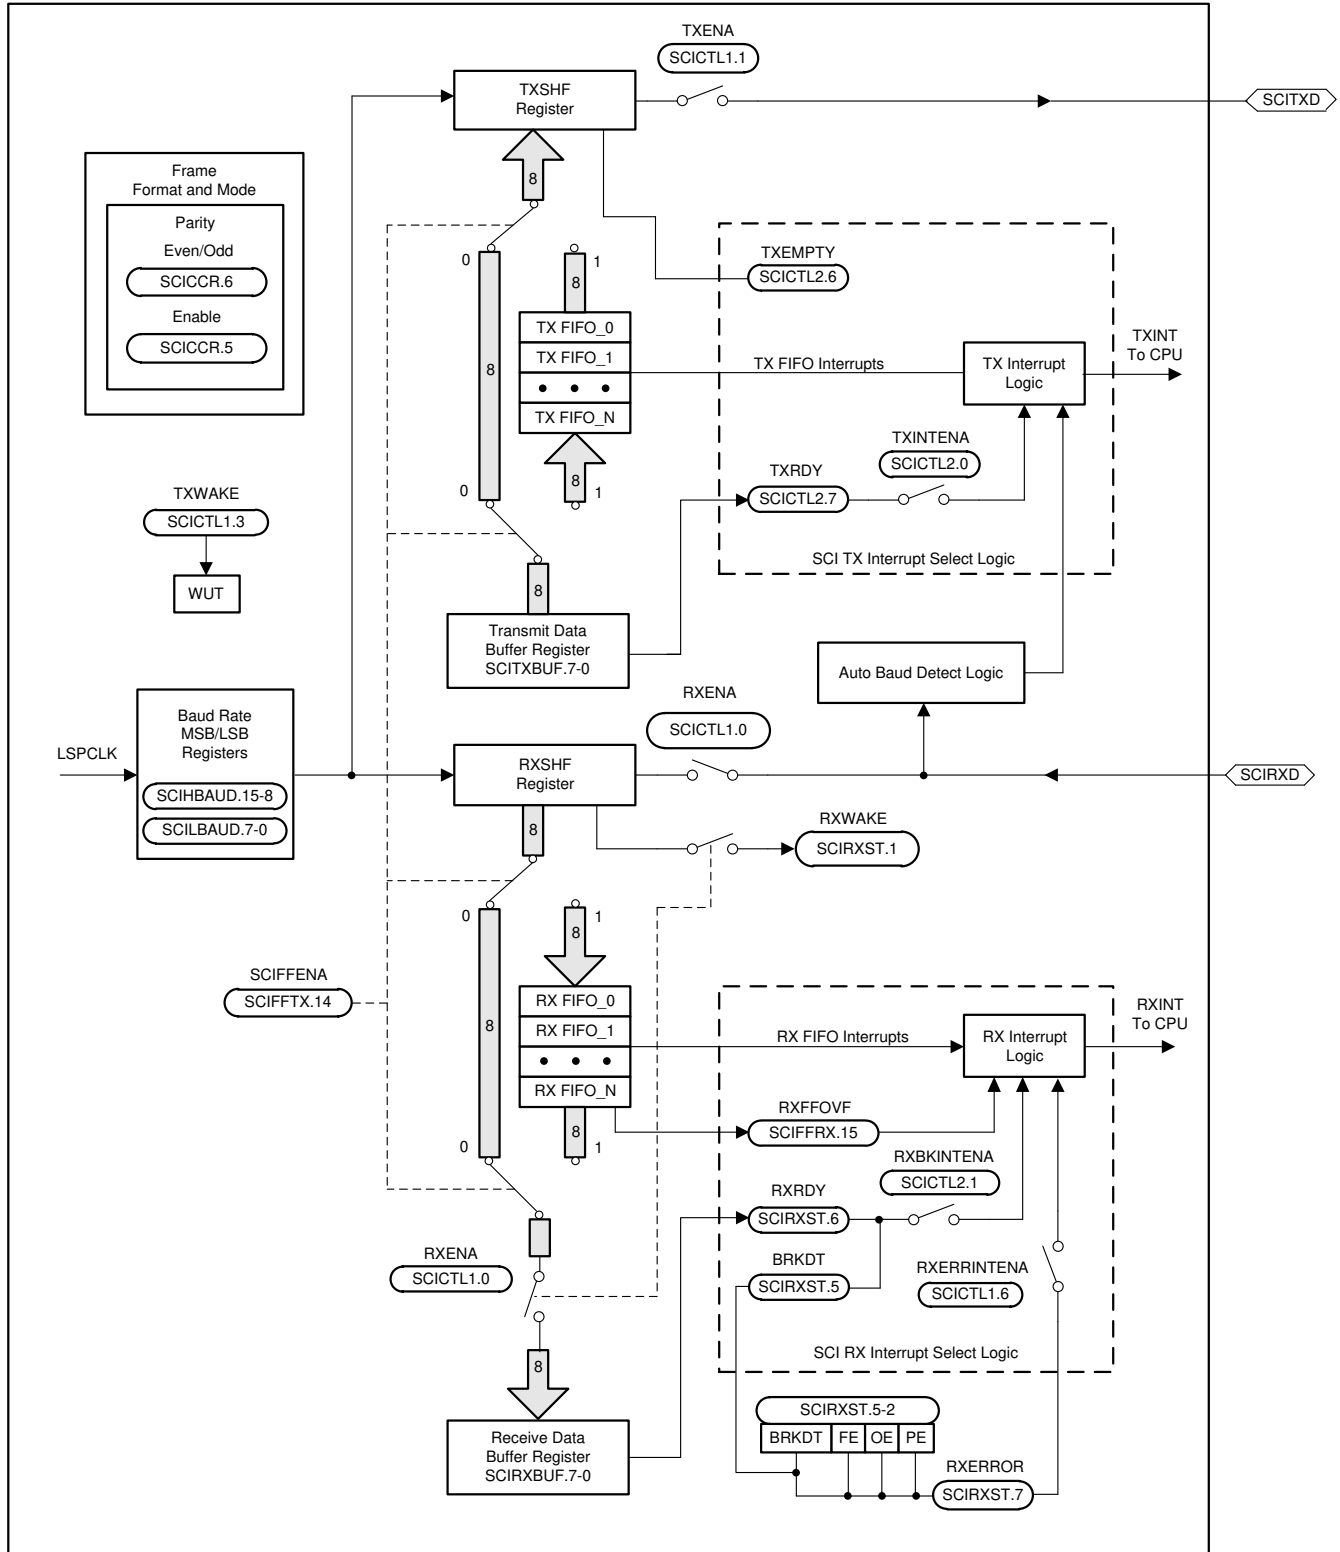 TXENA
SCICTL1.1
TXSHF
Register
SCITXD
Frame
Format and Mode
Parity
Even/Odd
SCICCR.6
Enable
SCICCR.5
8
0
1
8
TXEMPTY
SCICTL2.6
TX FIFO_0
TX FIFO_1
• • •
TX FIFO_N
8
TX FIFO Interrupts
TX Interrupt
Logic
TXINT
To CPU
TXINTENA
SCICTL2.0
TXRDY
SCICTL2.7
0
8
1
SCI TX Interrupt Select Logic
TXWAKE
SCICTL1.3
WUT
8
Transmit Data
Buffer Register
SCITXBUF.7-0
Auto Baud Detect Logic
RXENA
SCICTL1.0
LSPCLK
Baud Rate
MSB/LSB
Registers
SCIHBAUD.15-8
SCILBAUD.7-0
RXSHF
Register
SCIRXD
8
RXWAKE
SCIRXST.1
0
1
8
SCIFFENA
SCIFFTX.14
RX FIFO_0
RX FIFO_1
• • •
RX FIFO_N
8
RX FIFO Interrupts
RX Interrupt
Logic
RXINT
To CPU
RXFFOVF
SCIFFRX.15
0
8
1
RXBKINTENA
SCICTL2.1
RXRDY
SCIRXST.6
BRKDT
SCIRXST.5
RXERRINTENA
SCICTL1.6
RXENA
SCICTL1.0
SCI RX Interrupt Select Logic
8
SCIRXST.5-2
BRKDT FE OE PE
Receive Data
Buffer Register
SCIRXBUF.7-0
RXERROR
SCIRXST.7